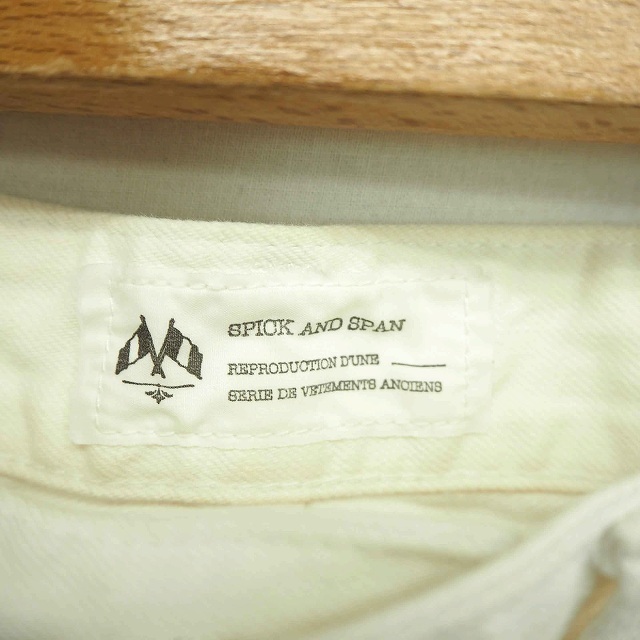 SPICK AND SPAN
REPRODUCTION D'UNE
SERIE DE VETEMENTS ANCIENS